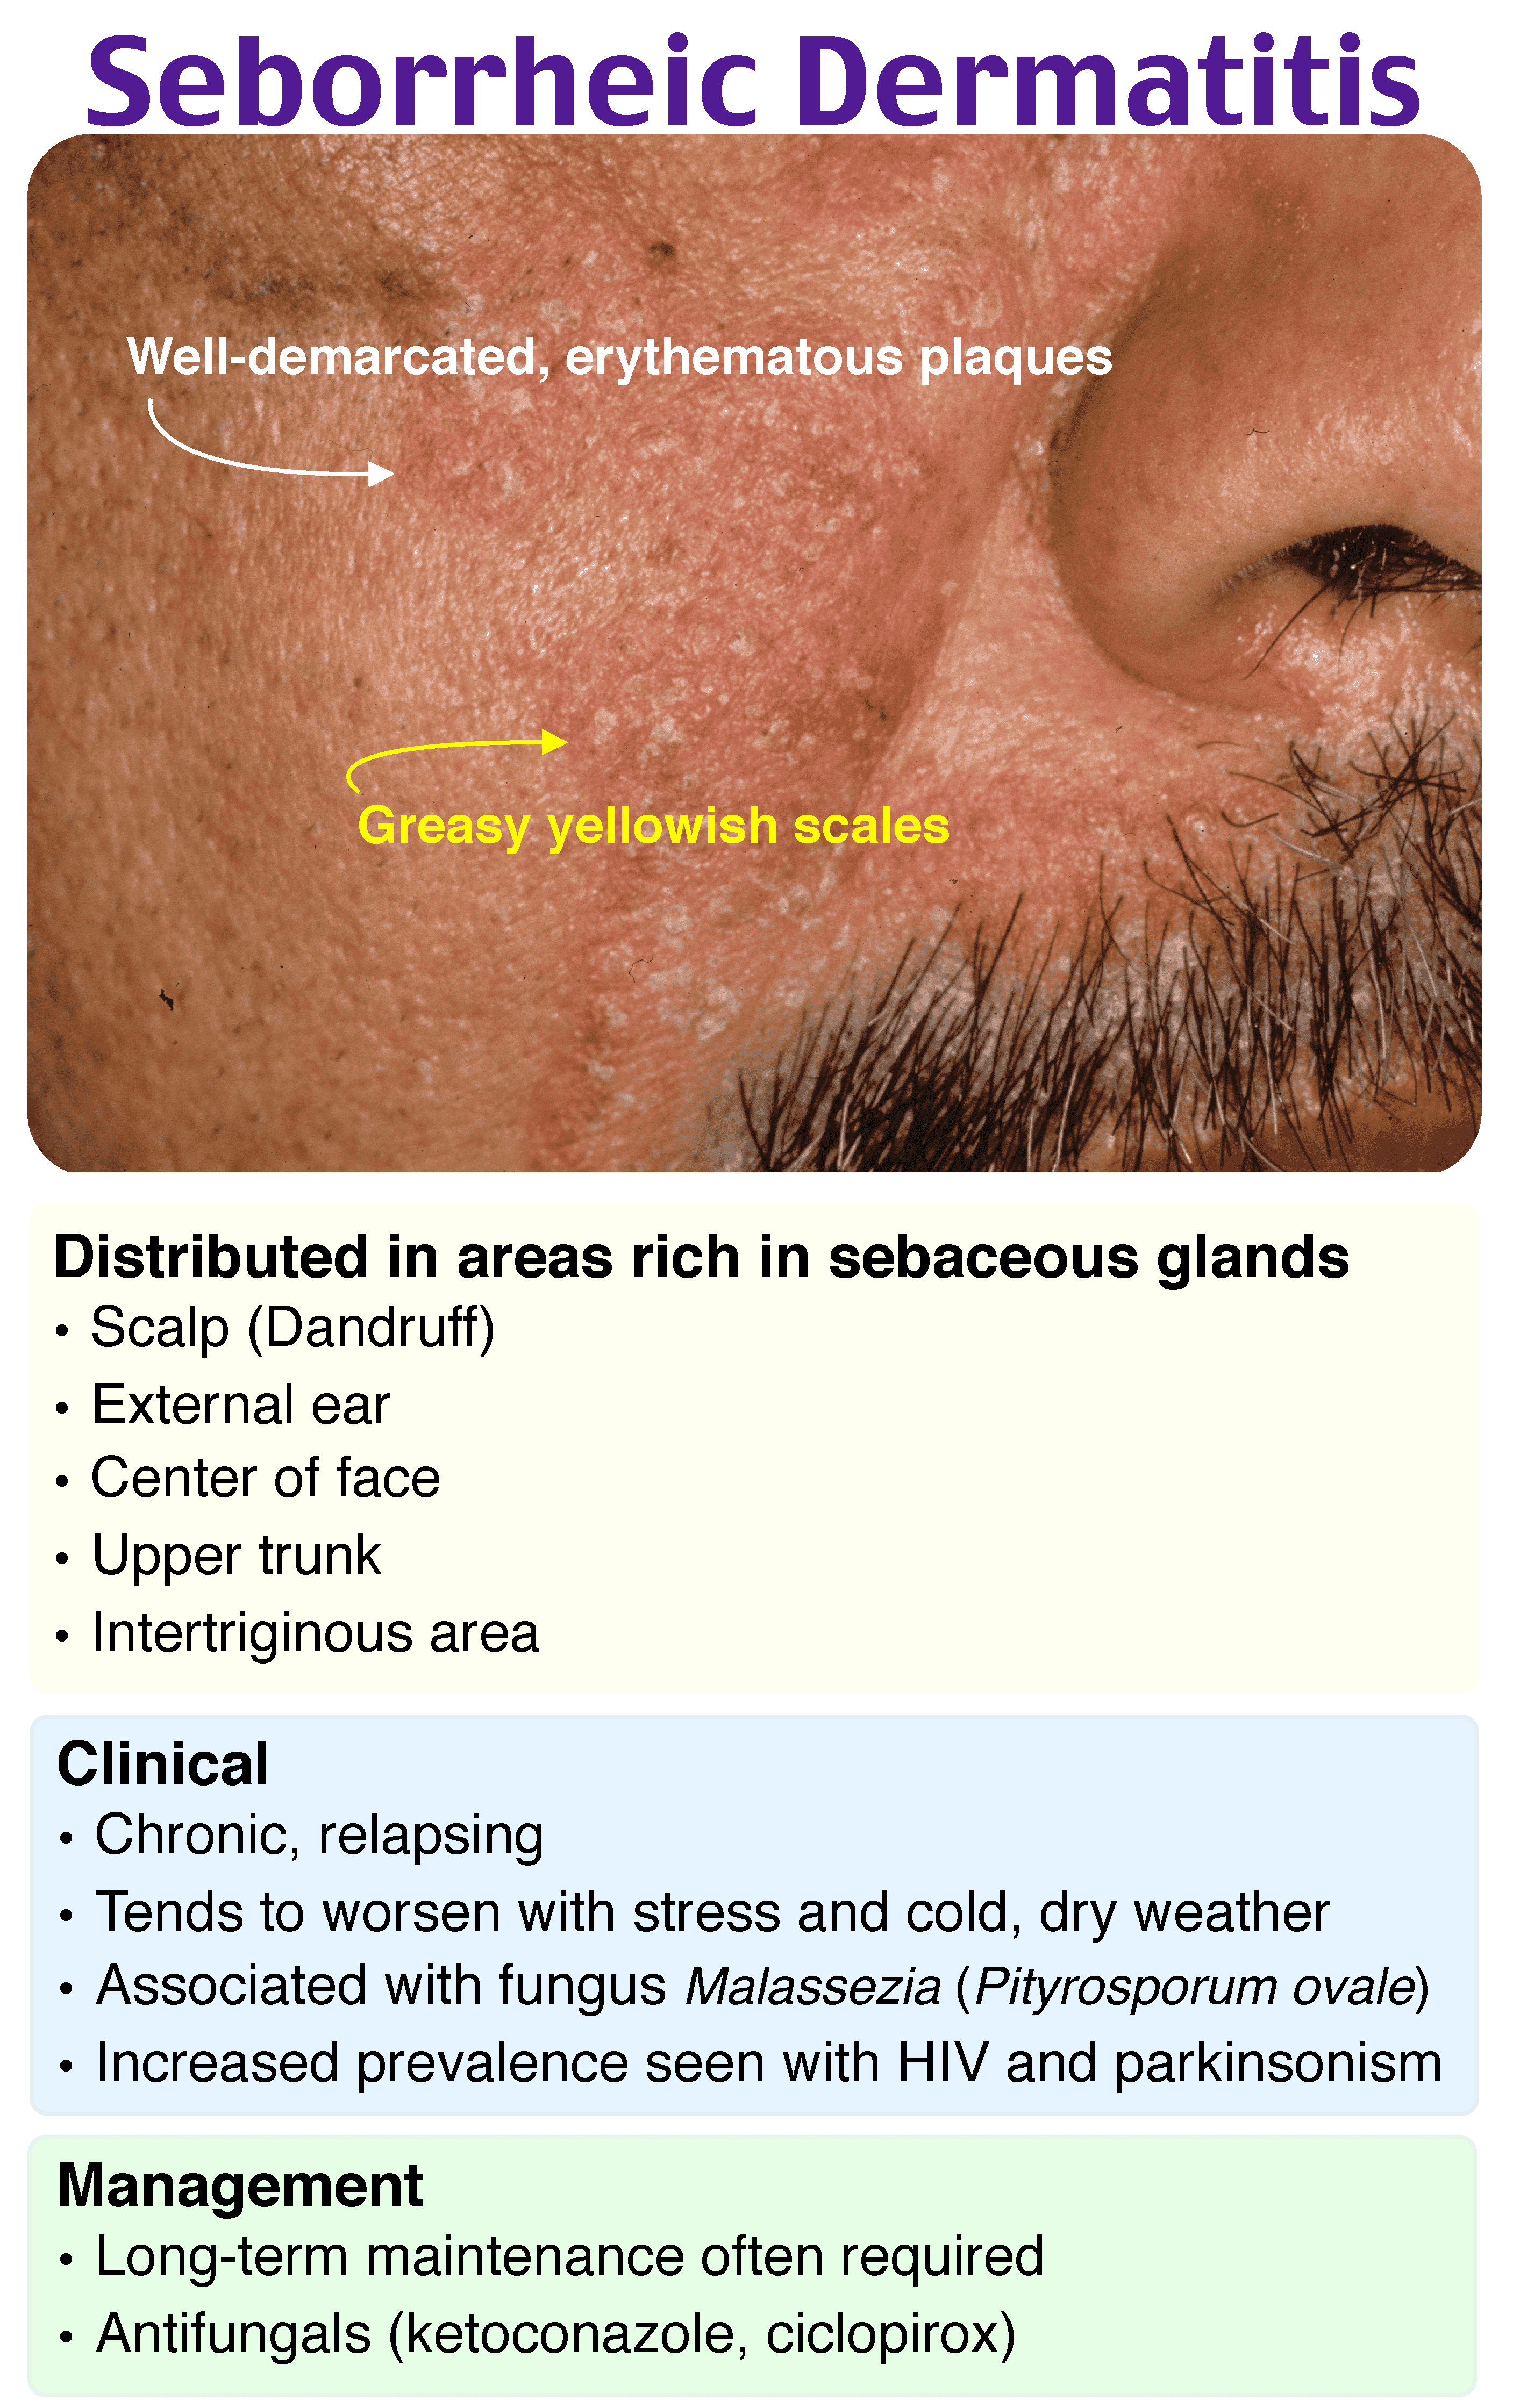 Seborrheic Dermatitis
Well-demarcated, erythematous plaques
Greasy yellowish scales
Distributed in areas rich in sebaceous glands
• Scalp (Dandruff)
• External ear
• Center of face
• Upper trunk
• Intertriginous area
Clinical
• Chronic, relapsing
• Tends to worsen with stress and cold, dry weather
• Associated with fungus Malassezia (Pityrosporum ovale)
• Increased prevalence seen with HIV and parkinsonism
Management
• Long-term maintenance often required
• Antifungals (ketoconazole, ciclopirox)